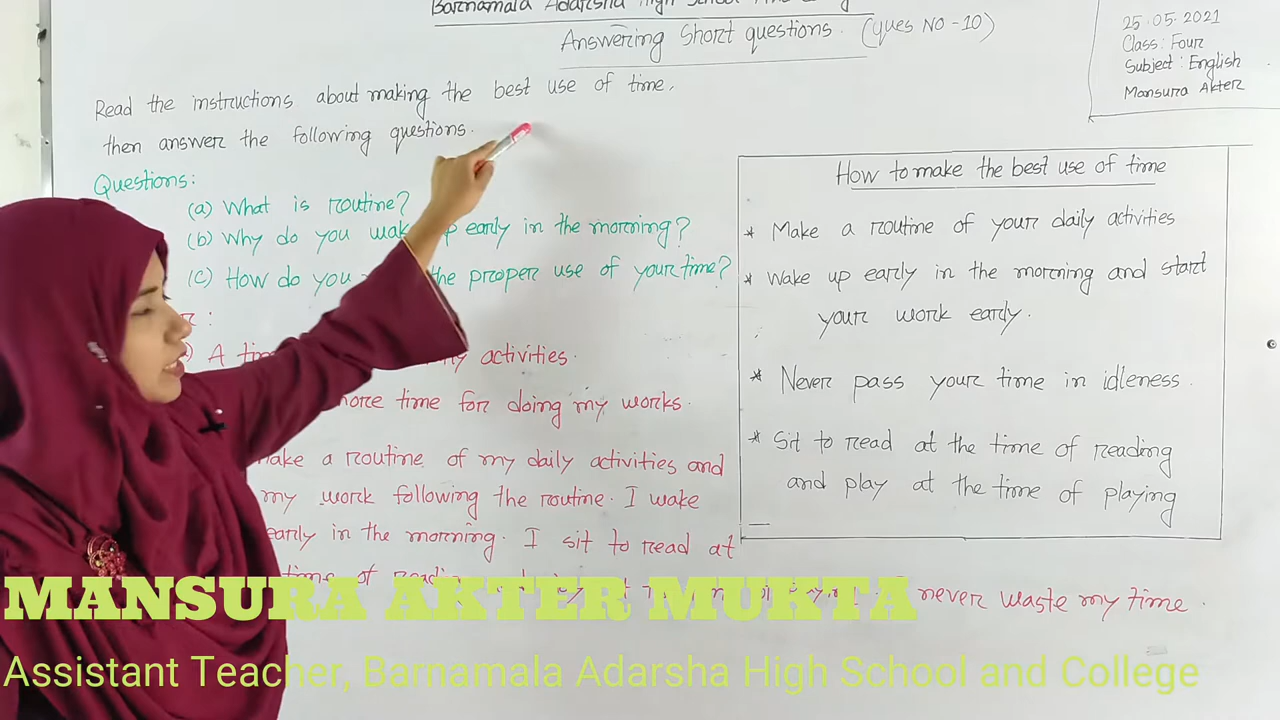 Barnamala Adarsha High School
Answering Short questions. (Ques NO -10)
25.05.2021
Class: Four
Subject: English
Mansura Akter
Read the instructions about making the best use of time,
then answer the following questions.
Questions:
(a) What is routine?
(b) Why do you up early in the morning?
(c) How do you the proper use of your time?
A activities.
more time for doing my works.
make a routine of my daily activities and
my work following the routine. I wake
early in the morning. I sit to read at
time of never waste my time.
How to make the best use of time
* Make a routine of your daily activities
* Wake up early in the morning and start
your work early.
* Never pass your time in idleness.
* Sit to read at the time of reading
and play at the time of playing
MANSURA AKTER MUKTA
Assistant Teacher, Barnamala Adarsha High School and College